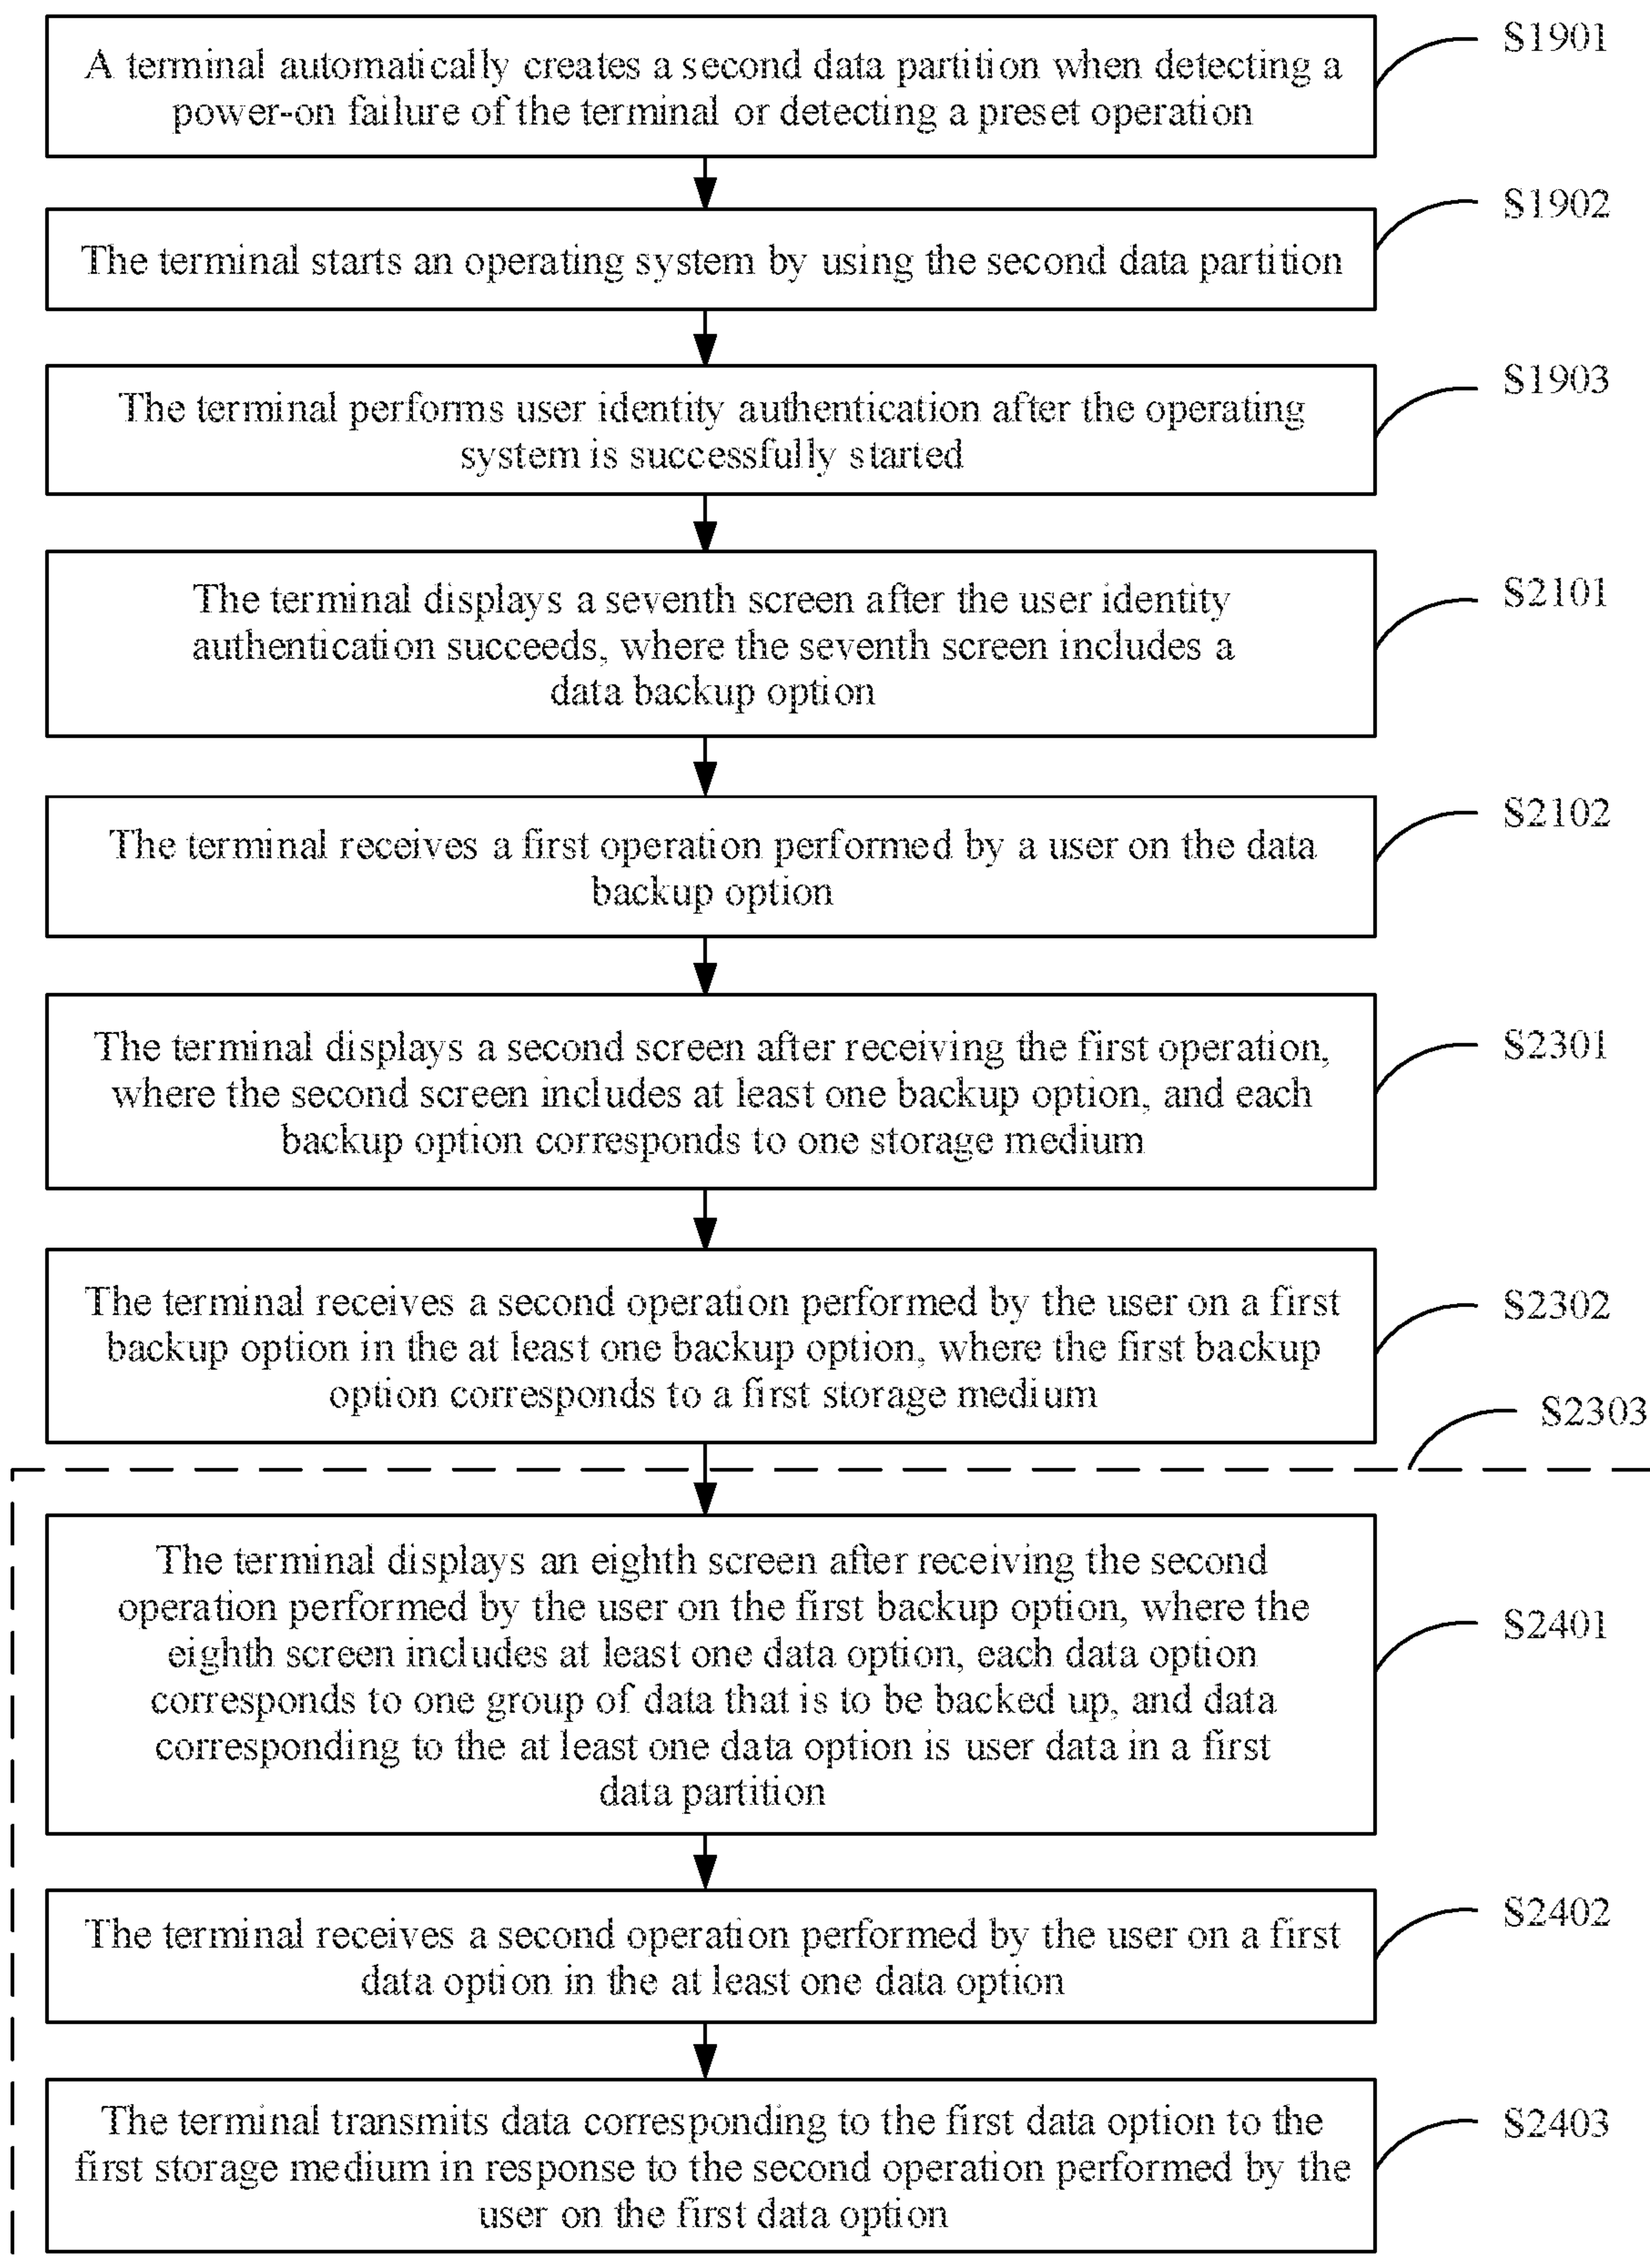 A terminal automatically creates a second data partition when detecting a
power-on failure of the terminal or detecting a preset operation
S1901
The terminal starts an operating system by using the second data partition
S1902
The terminal performs user identity authentication after the operating
system is successfully started
S1903
The terminal displays a seventh screen after the user identity
authentication succeeds, where the seventh screen includes a
data backup option
S2101
The terminal receives a first operation performed by a user on the data
backup option
S2102
The terminal displays a second screen after receiving the first operation,
where the second screen includes at least one backup option, and each
backup option corresponds to one storage medium
S2301
The terminal receives a second operation performed by the user on a first
backup option in the at least one backup option, where the first backup
option corresponds to a first storage medium
S2302
S2303
The terminal displays an eighth screen after receiving the second
operation performed by the user on the first backup option, where the
eighth screen includes at least one data option, each data option
corresponds to one group of data that is to be backed up, and data
corresponding to the at least one data option is user data in a first
data partition
S2401
The terminal receives a second operation performed by the user on a first
data option in the at least one data option
S2402
The terminal transmits data corresponding to the first data option to the
first storage medium in response to the second operation performed by the
user on the first data option
S2403